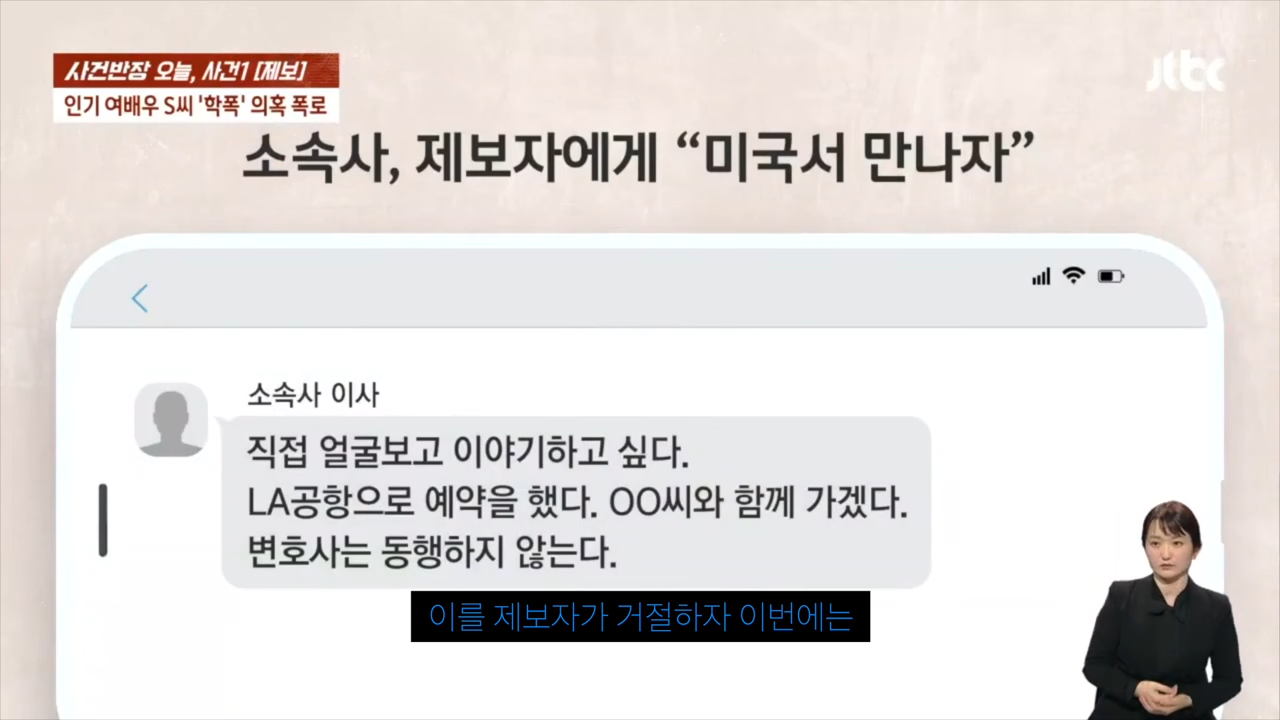 사건반장 오늘, 사건1 [제보]
인기 여배우 S씨 '학폭' 의혹 폭로
jtbc
소속사, 제보자에게 “미국서 만나자”
소속사 이사
직접 얼굴보고 이야기하고 싶다.
LA공항으로 예약을 했다. OO씨와 함께 가겠다.
변호사는 동행하지 않는다.
이를 제보자가 거절하자 이번에는